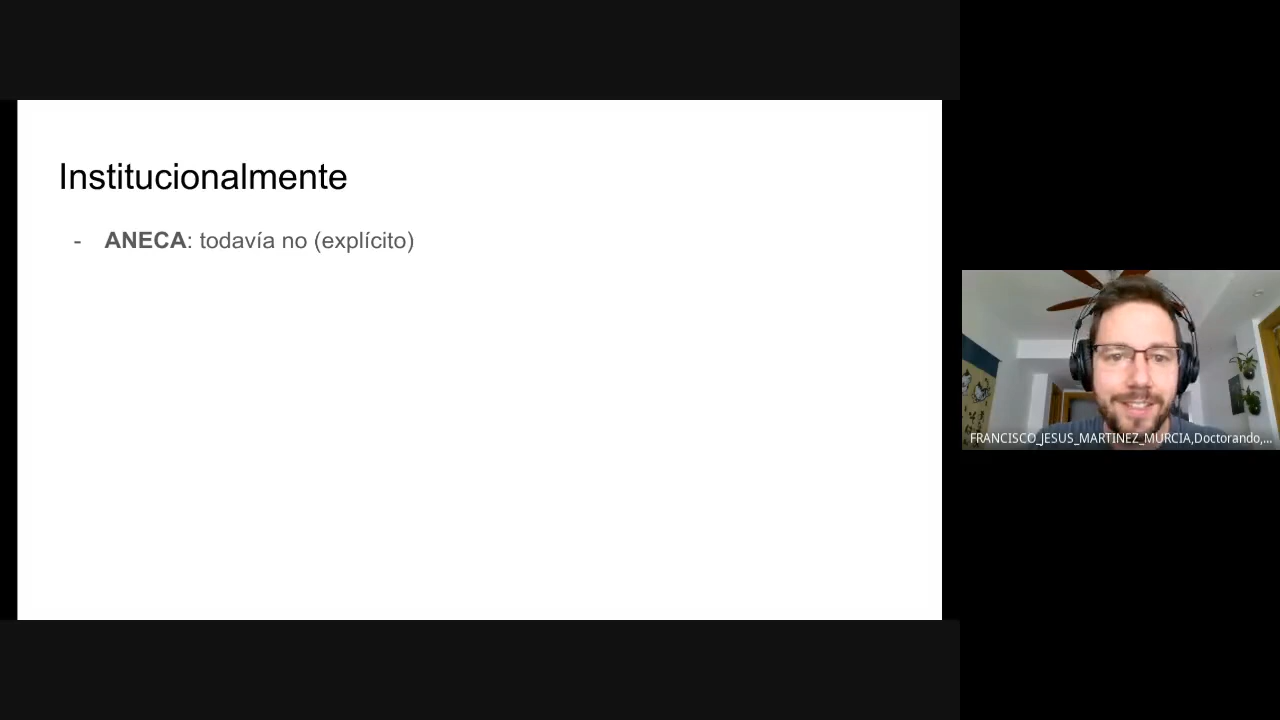 Institucionalmente
- ANECA: todavía no (explícito)
FRANCISCO_JESUS_MARTINEZ_MURCIA,Doctorando,...